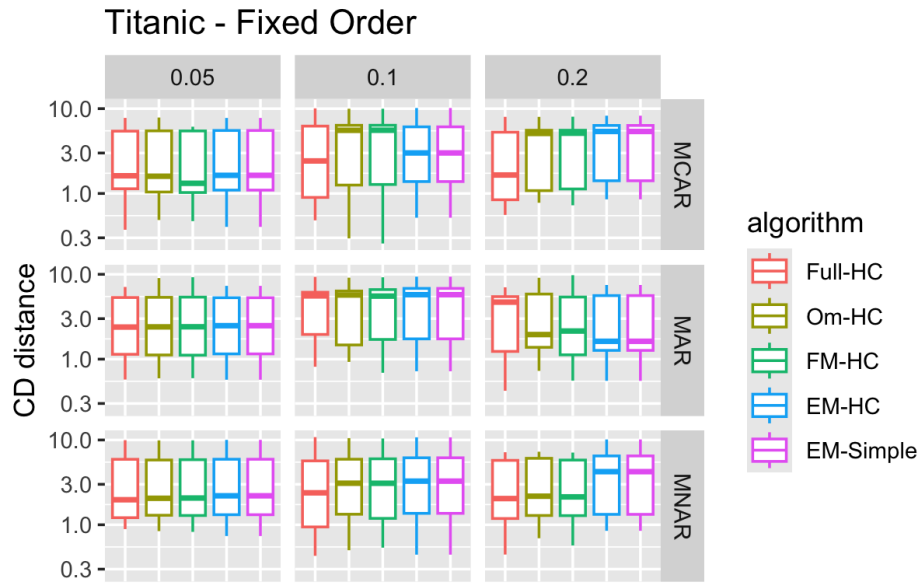 Titanic - Fixed Order
0.05 0.1 0.2
CD distance
10.0
3.0
1.0
0.3
MCAR
10.0
3.0
1.0
0.3
MAR
10.0
3.0
1.0
0.3
MNAR
algorithm
Full-HC
Om-HC
FM-HC
EM-HC
EM-Simple